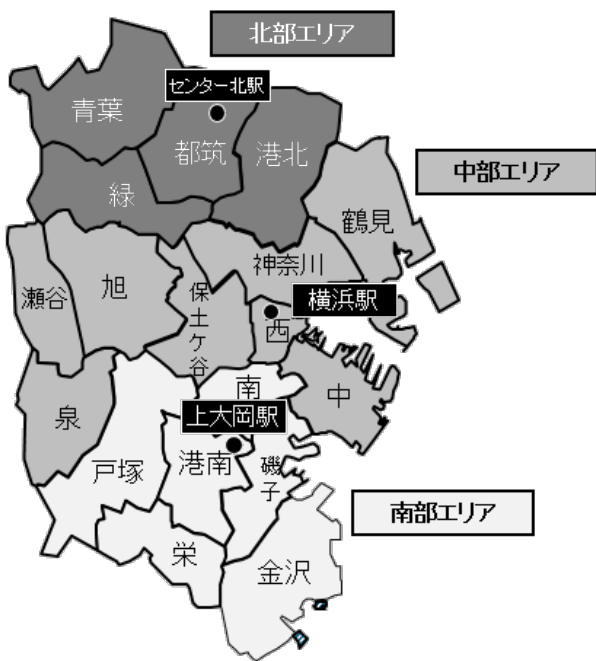 北部エリア
センター北駅
青葉
都筑
港北
緑
中部エリア
鶴見
神奈川
瀬谷
旭
保土ケ谷
横浜駅
西
南
中
泉
上大岡駅
戸塚
港南
磯子
南部エリア
栄
金沢